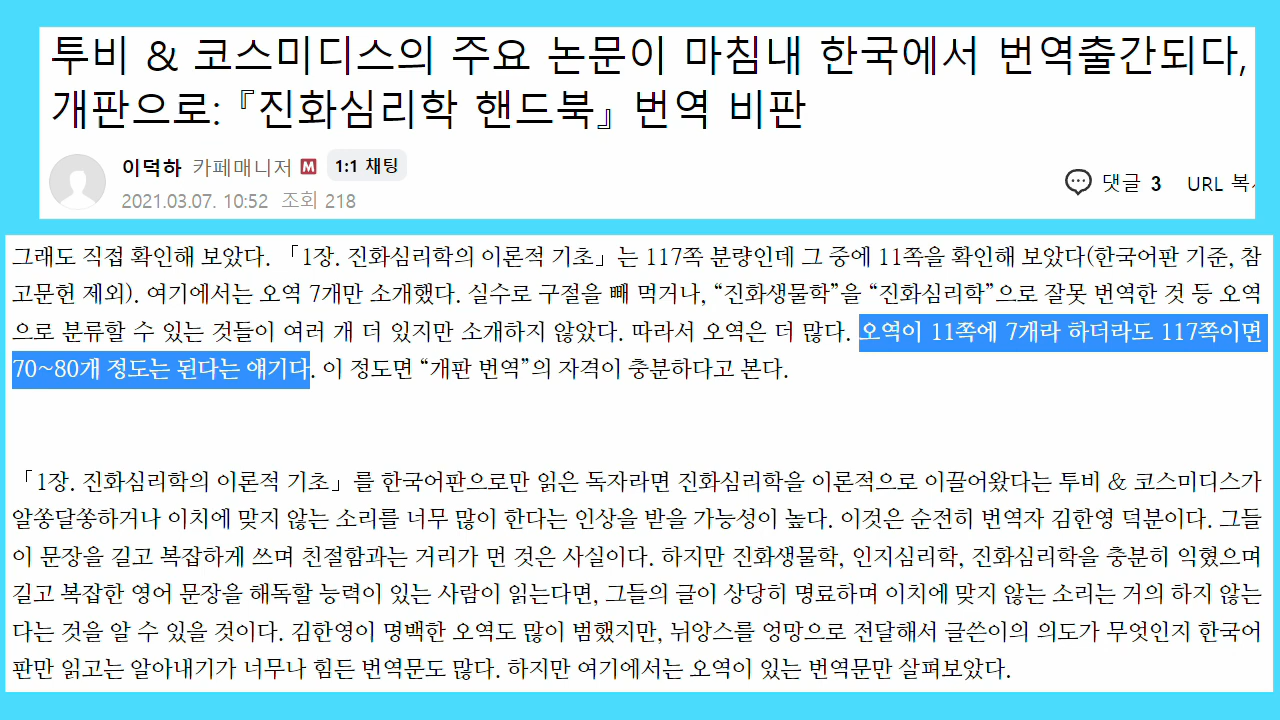 투비 & 코스미디스의 주요 논문이 마침내 한국에서 번역출간되다,
개판으로: 『진화심리학 핸드북』 번역 비판
이덕하 카페매니저 M 1:1 채팅
2021.03.07. 10:52 조회 218
댓글 3 URL 복사
그래도 직접 확인해 보았다. 「1장. 진화심리학의 이론적 기초」는 117쪽 분량인데 그 중에 11쪽을 확인해 보았다(한국어판 기준, 참
고문헌 제외). 여기에서는 오역 7개만 소개했다. 실수로 구절을 빼 먹거나, “진화생물학”을 “진화심리학”으로 잘못 번역한 것 등 오역
으로 분류할 수 있는 것들이 여러 개 더 있지만 소개하지 않았다. 따라서 오역은 더 많다. 오역이 11쪽에 7개라 하더라도 117쪽이면
70~80개 정도는 된다는 얘기다. 이 정도면 “개판 번역”의 자격이 충분하다고 본다.
「1장. 진화심리학의 이론적 기초」를 한국어판으로만 읽은 독자라면 진화심리학을 이론적으로 이끌어왔다는 투비 & 코스미디스가
알쏭달쏭하거나 이치에 맞지 않는 소리를 너무 많이 한다는 인상을 받을 가능성이 높다. 이것은 순전히 번역자 김한영 덕분이다. 그들
이 문장을 길고 복잡하게 쓰며 친절함과는 거리가 먼 것은 사실이다. 하지만 진화생물학, 인지심리학, 진화심리학을 충분히 익혔으며
길고 복잡한 영어 문장을 해독할 능력이 있는 사람이 읽는다면, 그들의 글이 상당히 명료하며 이치에 맞지 않는 소리는 거의 하지 않는
다는 것을 알 수 있을 것이다. 김한영이 명백한 오역도 많이 범했지만, 뉘앙스를 엉망으로 전달해서 글쓴이의 의도가 무엇인지 한국어
판만 읽고는 알아내기가 너무나 힘든 번역문도 많다. 하지만 여기에서는 오역이 있는 번역문만 살펴보았다.